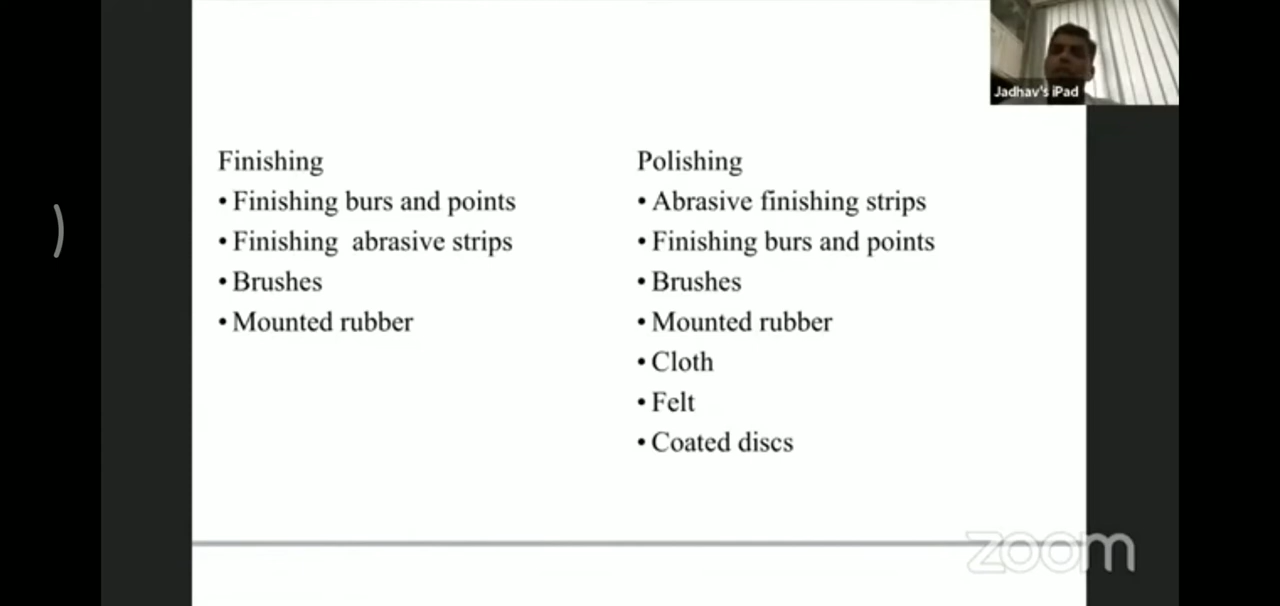 Jadhav's iPad
Finishing
• Finishing burs and points
• Finishing abrasive strips
• Brushes
• Mounted rubber
Polishing
• Abrasive finishing strips
• Finishing burs and points
• Brushes
• Mounted rubber
• Cloth
• Felt
• Coated discs
zoom